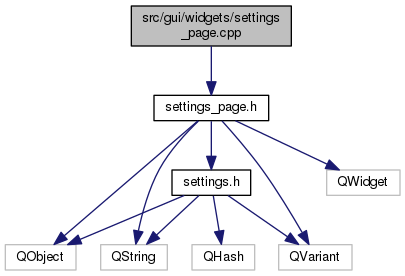 src/gui/widgets/settings
_page.cpp
settings_page.h
settings.h
QWidget
QObject
QString
QHash
QVariant